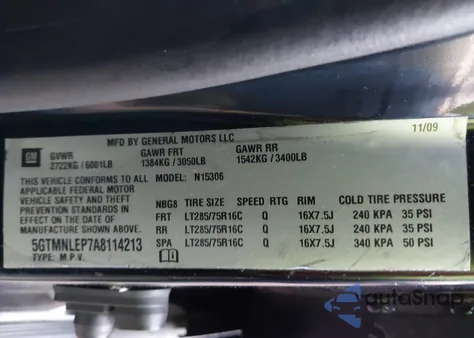 MFD BY GENERAL MOTORS LLC 11/09
GM GVWR GAWR FRT GAWR RR
2722KG / 6001LB 1384KG / 3050LB 1542KG / 3400LB
THIS VEHICLE CONFORMS TO ALL MODEL: N15306
APPLICABLE FEDERAL MOTOR
VEHICLE SAFETY AND THEFT NBG8 TIRE SIZE SPEED RTG RIM COLD TIRE PRESSURE
PREVENTION STANDARDS FRT LT285/75R16C Q 16X7.5J 240 KPA 35 PSI
IN EFFECT ON THE DATE OF RR LT285/75R16C Q 16X7.5J 240 KPA 35 PSI
MANUFACTURE SHOWN ABOVE. SPA LT285/75R16C Q 16X7.5J 340 KPA 50 PSI
5GTMNLEP7A8114213
TYPE: M.P.V.
autoSnap